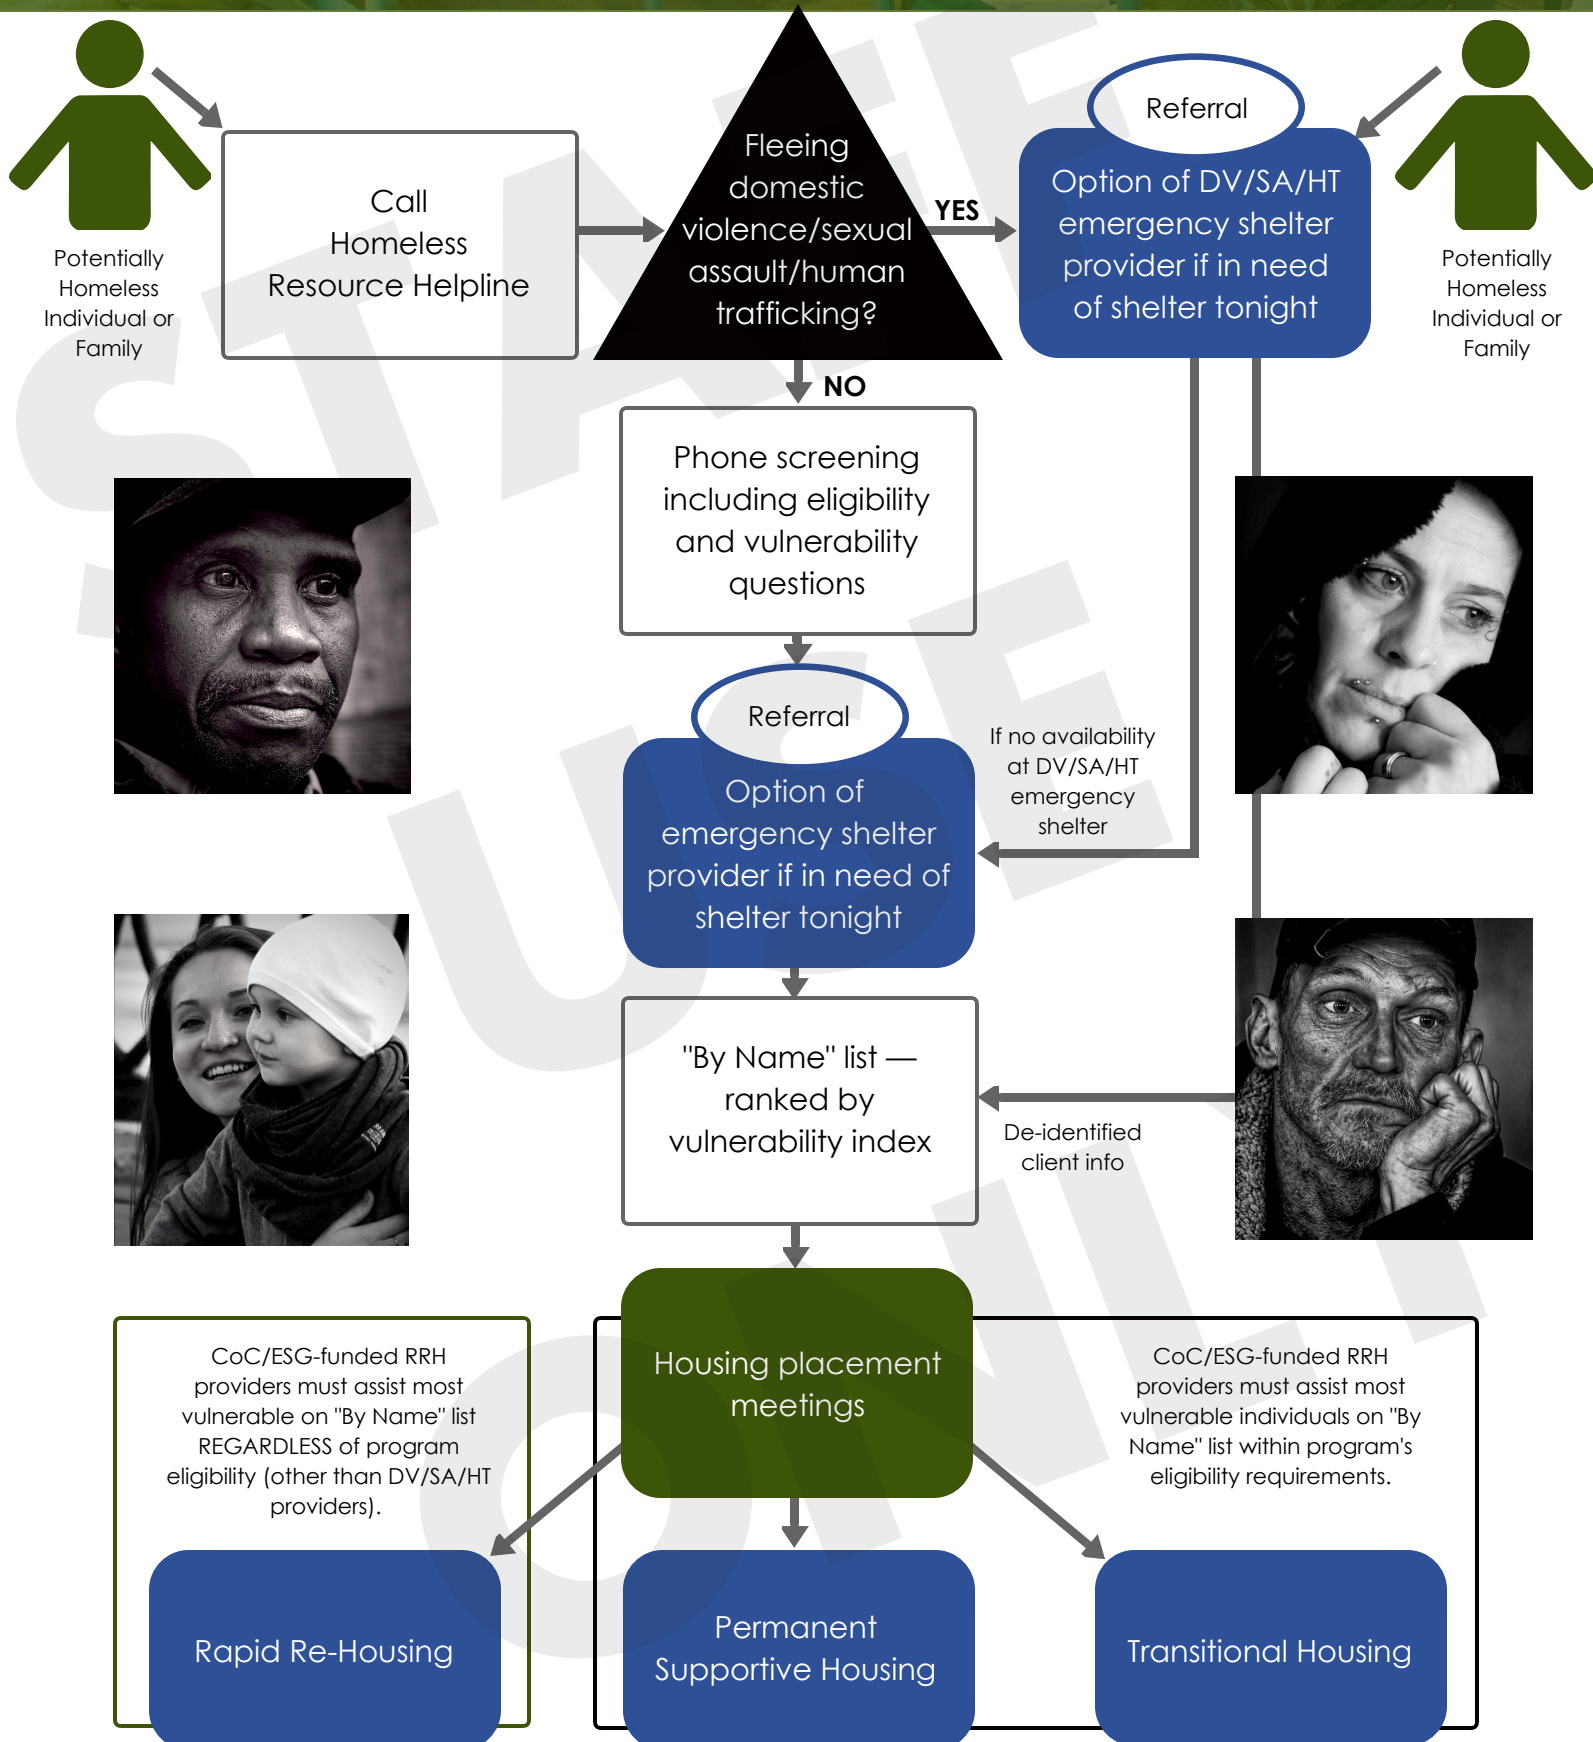 Potentially
Homeless
Individual or
Family
Call
Homeless
Resource Helpline
Fleeing
domestic
violence/sexual
assault/human
trafficking?
YES
NO
Referral
Option of DV/SA/HT
emergency shelter
provider if in need
of shelter tonight
Potentially
Homeless
Individual or
Family
Phone screening
including eligibility
and vulnerability
questions
Referral
Option of
emergency shelter
provider if in need of
shelter tonight
If no availability
at DV/SA/HT
emergency
shelter
"By Name" list —
ranked by
vulnerability index
De-identified
client info
Housing placement
meetings
CoC/ESG-funded RRH
providers must assist most
vulnerable on "By Name" list
REGARDLESS of program
eligibility (other than DV/SA/HT
providers).
CoC/ESG-funded RRH
providers must assist most
vulnerable individuals on "By
Name" list within program's
eligibility requirements.
Rapid Re-Housing
Permanent
Supportive Housing
Transitional Housing
STAFF
USE
ONLY